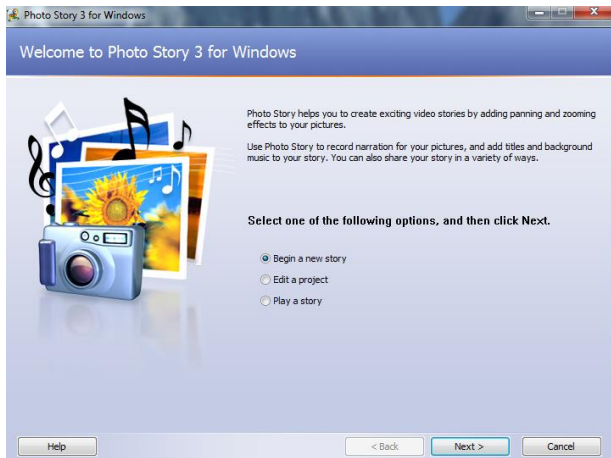 Photo Story 3 for Windows
Welcome to Photo Story 3 for Windows
Photo Story helps you to create exciting video stories by adding panning and zooming
effects to your pictures.
Use Photo Story to record narration for your pictures, and add titles and background
music to your story. You can also share your story in a variety of ways.
Select one of the following options, and then click Next.
Begin a new story
Edit a project
Play a story
Help
< Back
Next >
Cancel